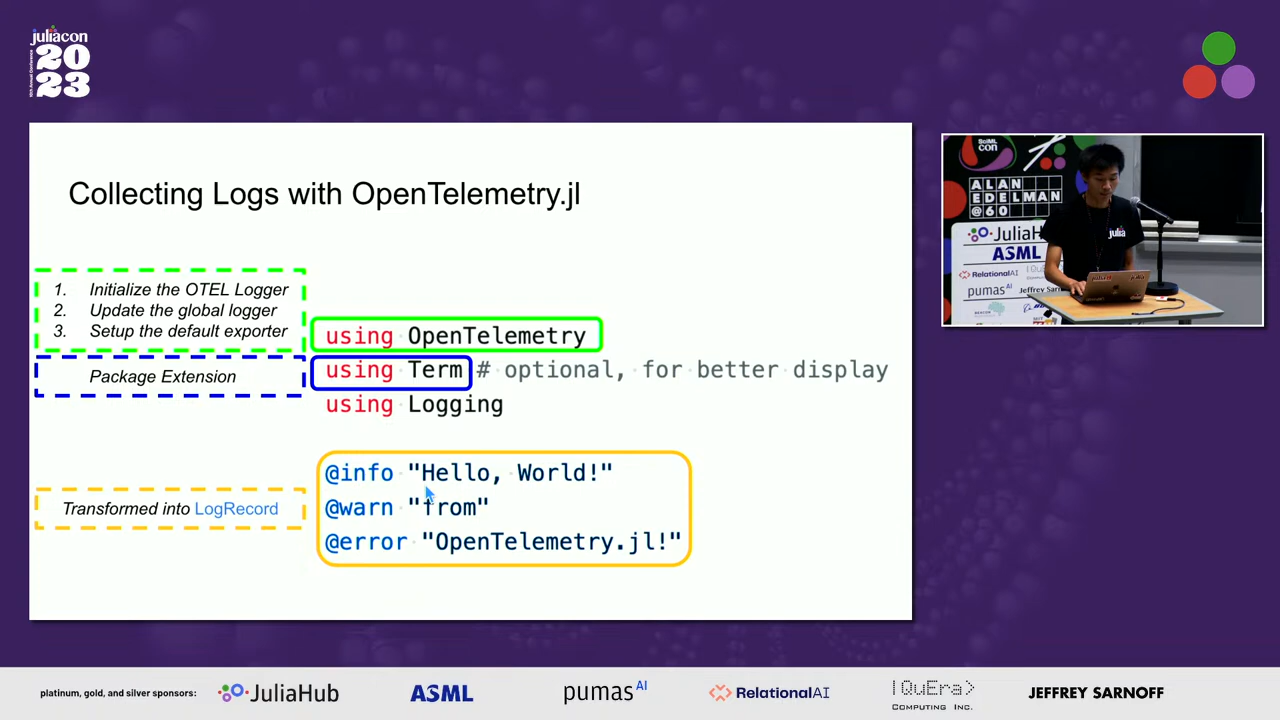 juliacon
2023
Collecting Logs with OpenTelemetry.jl
1. Initialize the OTEL Logger
2. Update the global logger
3. Setup the default exporter
using OpenTelemetry
Package Extension
using Term # optional, for better display
using Logging
@info "Hello, World!"
Transformed into LogRecord
@warn "from"
@error "OpenTelemetry.jl!"
SciML
con
ALAN
EDELMAN
@60
julia
JuliaHub
ASML
RelationalAI
pumas AI
Jeffrey Sarnoff
platinum, gold, and silver sponsors:
JuliaHub
ASML
pumas AI
RelationalAI
|QuEra>
COMPUTING INC.
JEFFREY SARNOFF